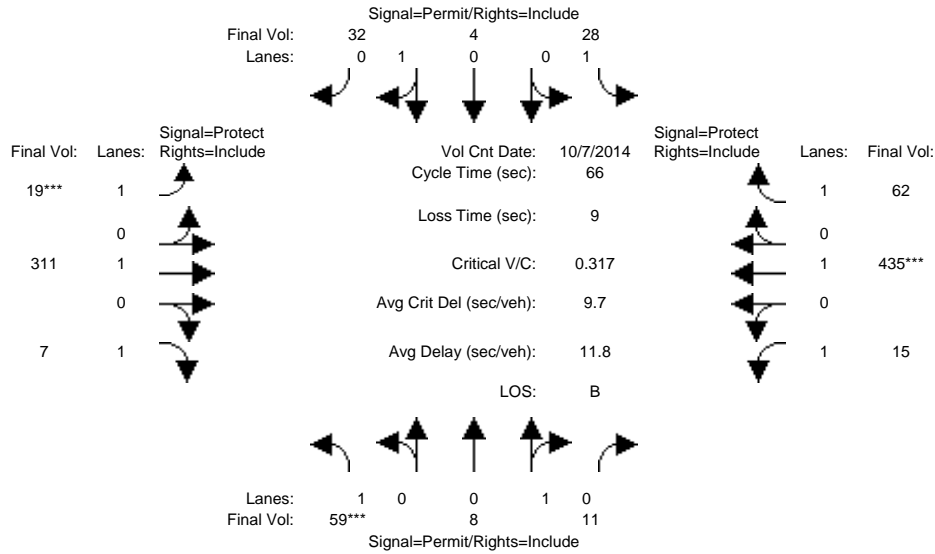 Signal=Permit/Rights=Include
Final Vol: 32 4 28
Lanes: 0 1 0 0 1
Signal=Protect
Final Vol: Lanes: Rights=Include
Vol Cnt Date: 10/7/2014
Signal=Protect
Rights=Include Lanes: Final Vol:
Cycle Time (sec): 66
19*** 1
1 62
Loss Time (sec): 9
0
0
311 1
Critical V/C: 0.317
1 435***
0
Avg Crit Del (sec/veh): 9.7
0
7 1
Avg Delay (sec/veh): 11.8
1 15
LOS: B
Lanes: 1 0 0 1 0
Final Vol: 59*** 8 11
Signal=Permit/Rights=Include